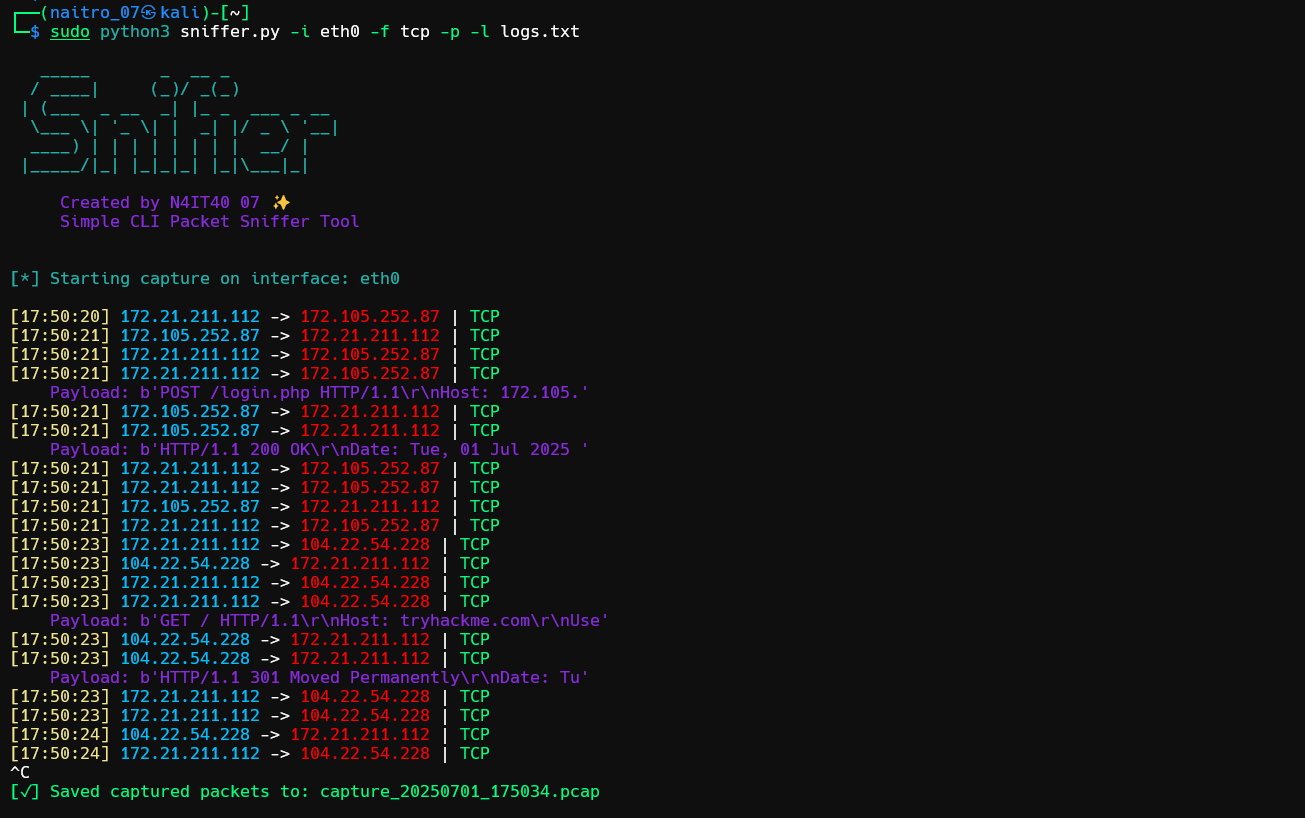 ┌──(naitro_07㉿kali)-[~]
└─$ sudo python3 sniffer.py -i eth0 -f tcp -p -l logs.txt
   _____       _  __ _
  / ____|     (_)/ _(_)
 | (___  _ __  _| |_ _  ___ _ __
  \___ \| '_ \| |  _| |/ _ \ '__|
  ____) | | | | | | | |  __/ |
 |_____/|_| |_|_|_| |_|\___|_|
Created by N4IT40 07 ✨
Simple CLI Packet Sniffer Tool
[*] Starting capture on interface: eth0
[17:50:20] 172.21.211.112 -> 172.105.252.87 | TCP
[17:50:21] 172.105.252.87 -> 172.21.211.112 | TCP
[17:50:21] 172.21.211.112 -> 172.105.252.87 | TCP
[17:50:21] 172.21.211.112 -> 172.105.252.87 | TCP
    Payload: b'POST /login.php HTTP/1.1\r\nHost: 172.105.'
[17:50:21] 172.105.252.87 -> 172.21.211.112 | TCP
[17:50:21] 172.105.252.87 -> 172.21.211.112 | TCP
    Payload: b'HTTP/1.1 200 OK\r\nDate: Tue, 01 Jul 2025 '
[17:50:21] 172.21.211.112 -> 172.105.252.87 | TCP
[17:50:21] 172.21.211.112 -> 172.105.252.87 | TCP
[17:50:21] 172.105.252.87 -> 172.21.211.112 | TCP
[17:50:21] 172.21.211.112 -> 172.105.252.87 | TCP
[17:50:23] 172.21.211.112 -> 104.22.54.228 | TCP
[17:50:23] 104.22.54.228 -> 172.21.211.112 | TCP
[17:50:23] 172.21.211.112 -> 104.22.54.228 | TCP
[17:50:23] 172.21.211.112 -> 104.22.54.228 | TCP
    Payload: b'GET / HTTP/1.1\r\nHost: tryhackme.com\r\nUse'
[17:50:23] 104.22.54.228 -> 172.21.211.112 | TCP
[17:50:23] 104.22.54.228 -> 172.21.211.112 | TCP
    Payload: b'HTTP/1.1 301 Moved Permanently\r\nDate: Tu'
[17:50:23] 172.21.211.112 -> 104.22.54.228 | TCP
[17:50:23] 172.21.211.112 -> 104.22.54.228 | TCP
[17:50:24] 104.22.54.228 -> 172.21.211.112 | TCP
[17:50:24] 172.21.211.112 -> 104.22.54.228 | TCP
^C
[✓] Saved captured packets to: capture_20250701_175034.pcap